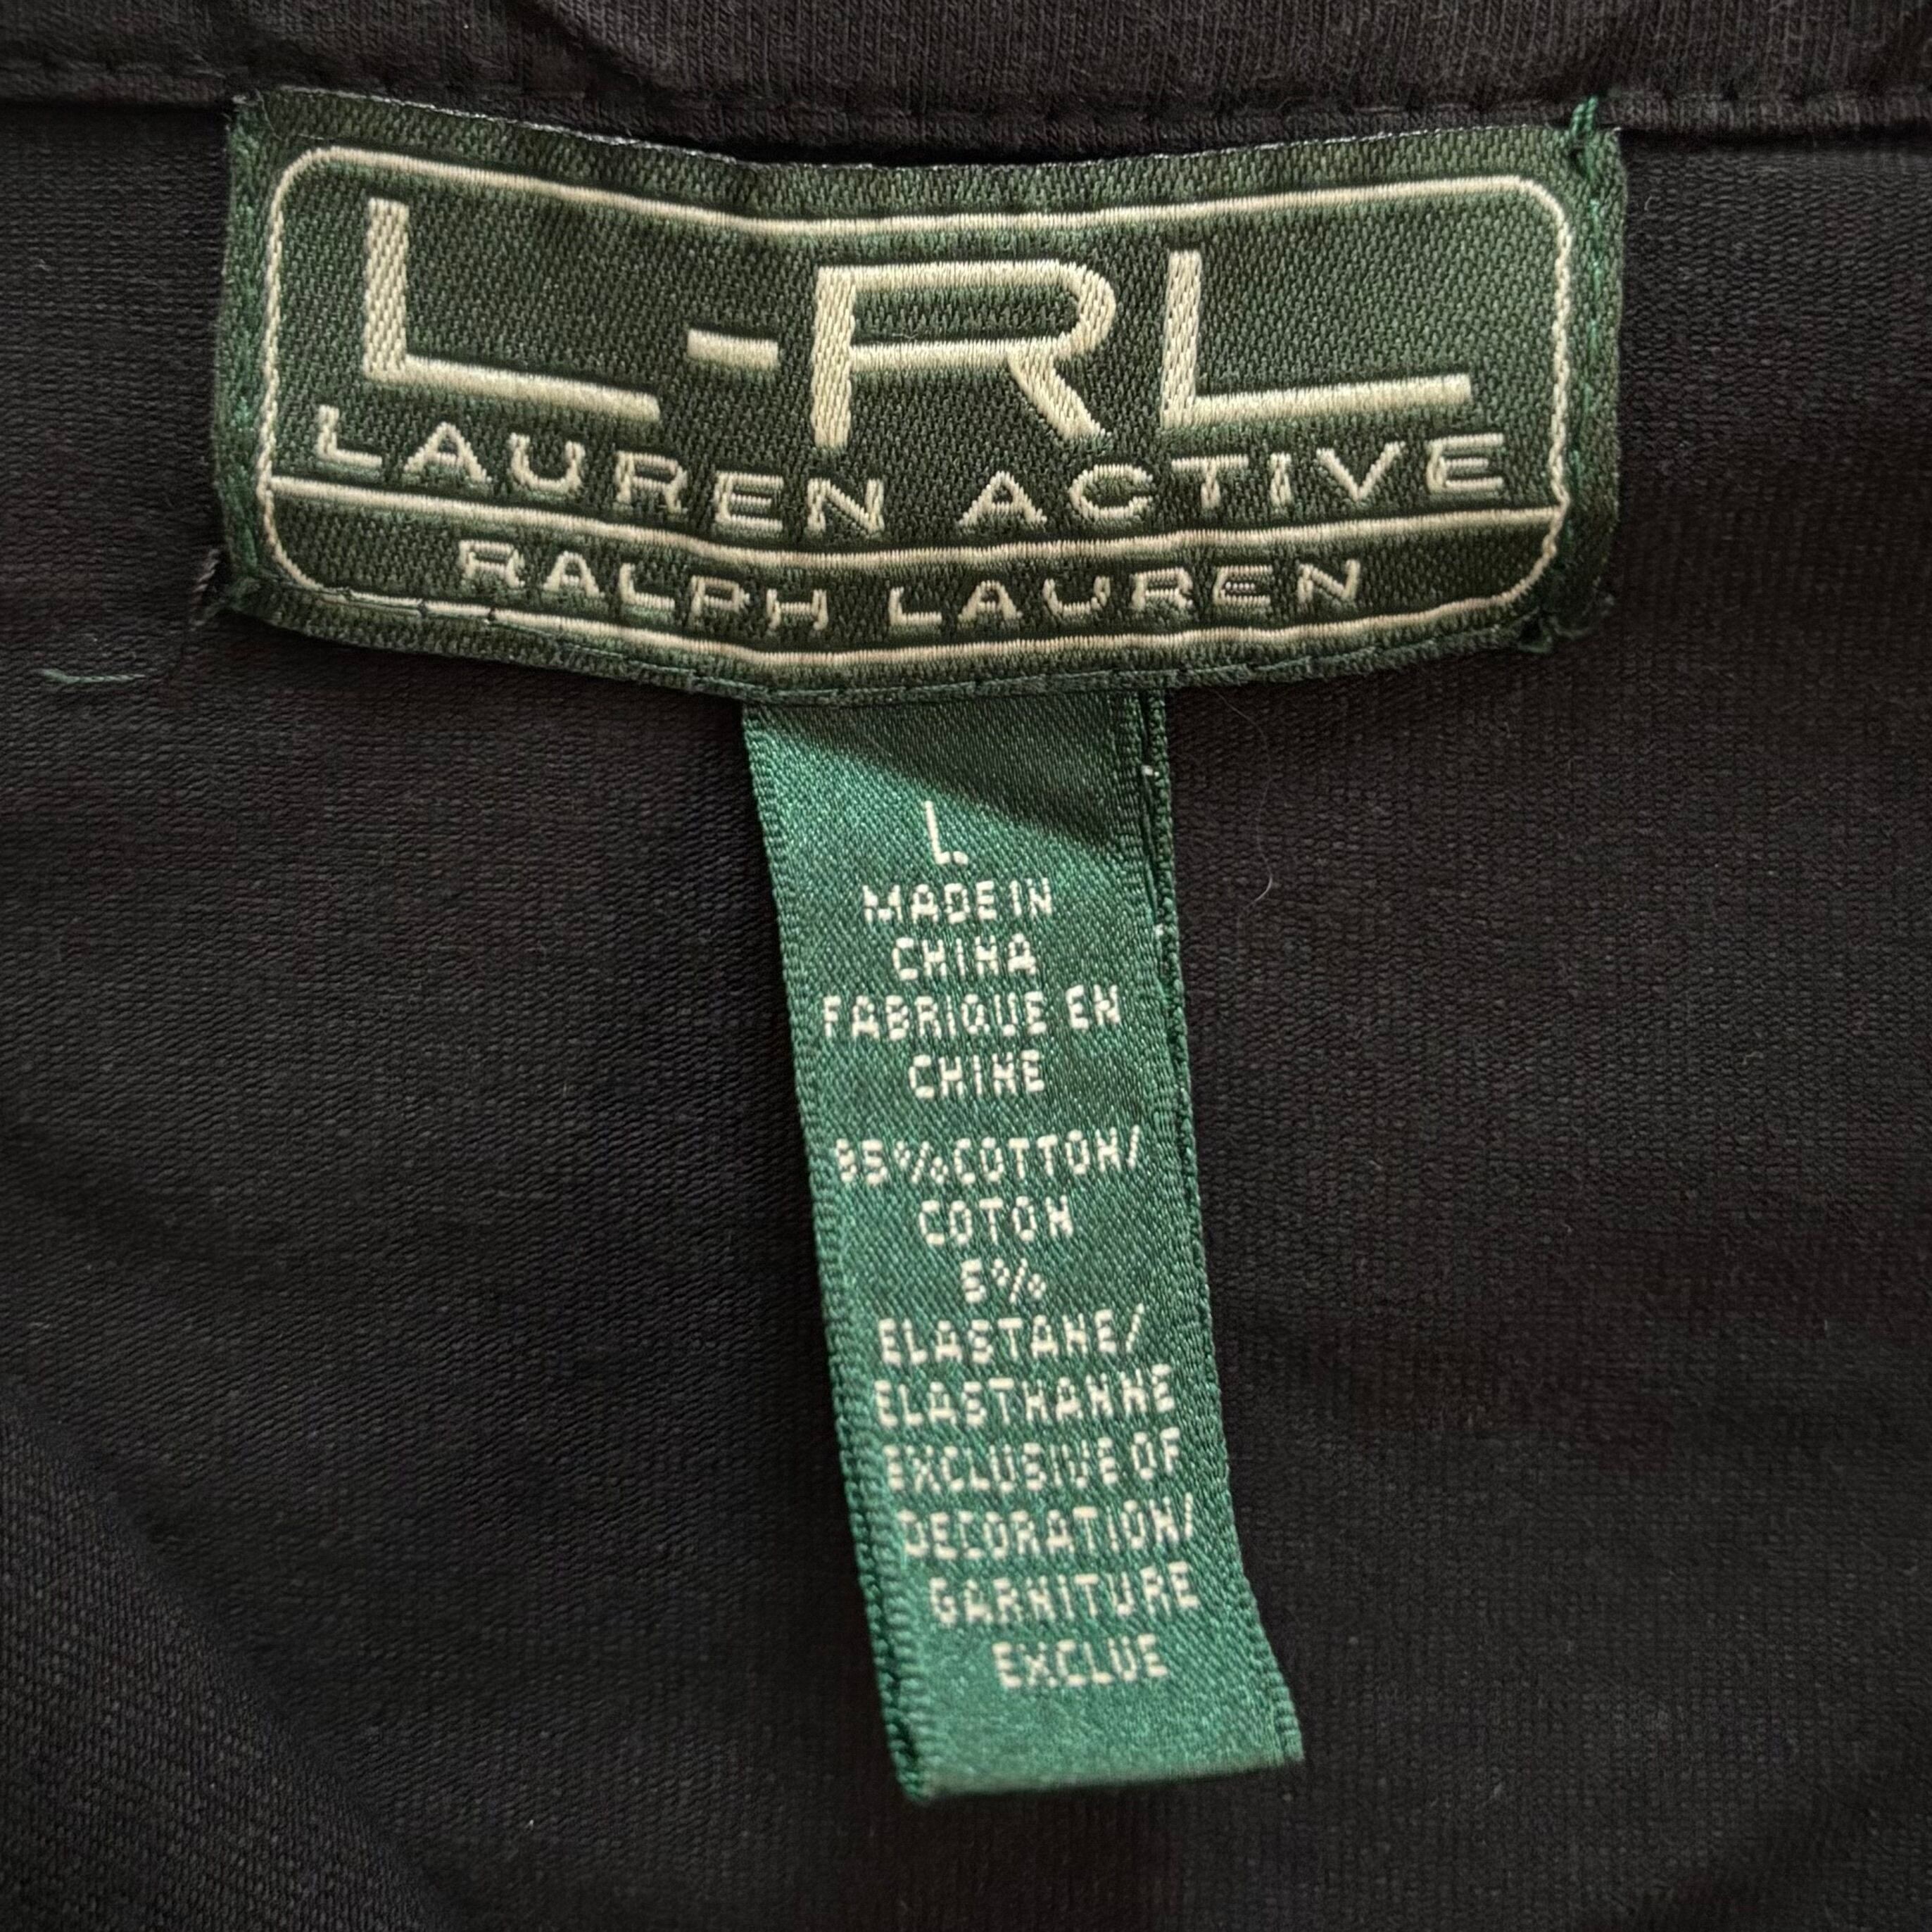 L-RL
LAUREN ACTIVE
RALPH LAUREN
L
MADE IN
CHINA
FABRIQUE EN
CHINE
95% COTTON/
COTON
5%
ELASTANE/
ELASTHANNE
EXCLUSIVE OF
DECORATION/
GARNITURE
EXCLUE